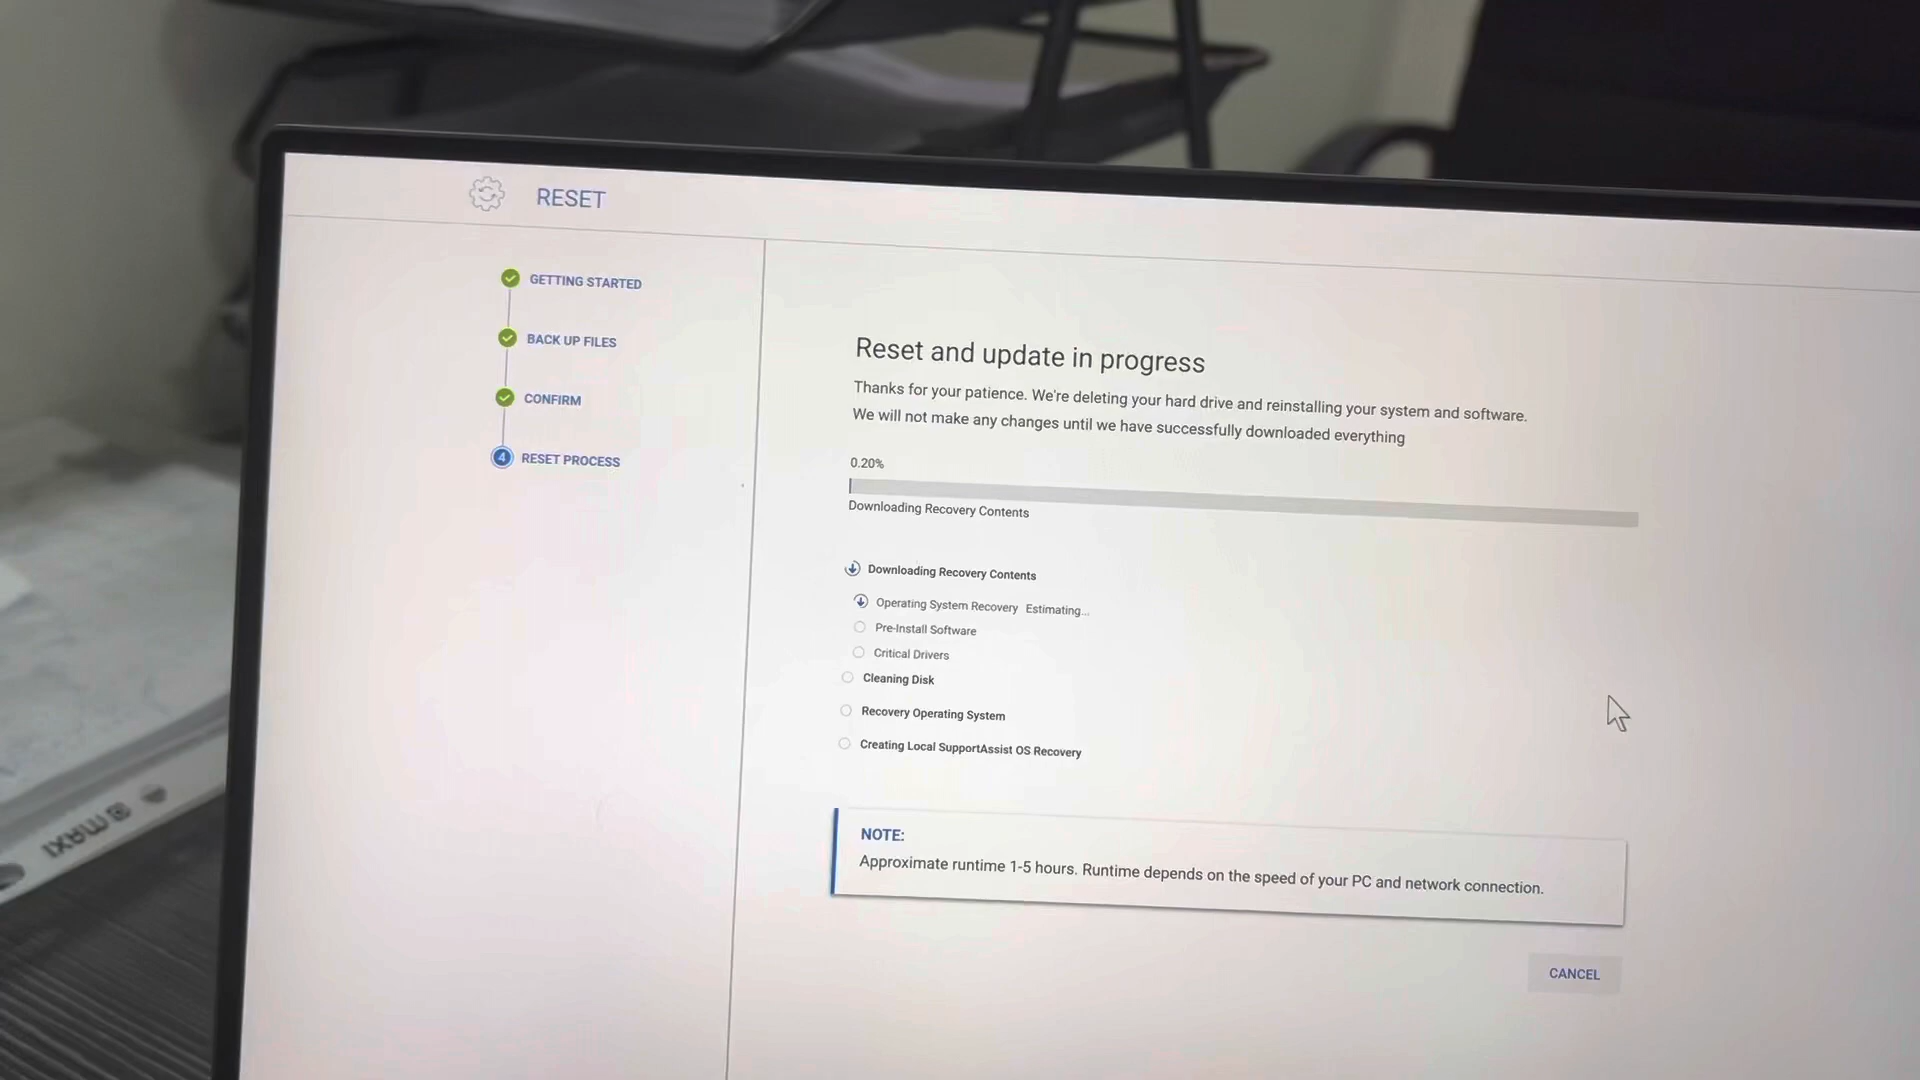 RESET
GETTING STARTED
BACK UP FILES
CONFIRM
4 RESET PROCESS
Reset and update in progress
Thanks for your patience. We're deleting your hard drive and reinstalling your system and software.
We will not make any changes until we have successfully downloaded everything
0.20%
Downloading Recovery Contents
Downloading Recovery Contents
Operating System Recovery Estimating...
Pre-Install Software
Critical Drivers
Cleaning Disk
Recovery Operating System
Creating Local SupportAssist OS Recovery
NOTE:
Approximate runtime 1-5 hours. Runtime depends on the speed of your PC and network connection.
CANCEL
MAXI